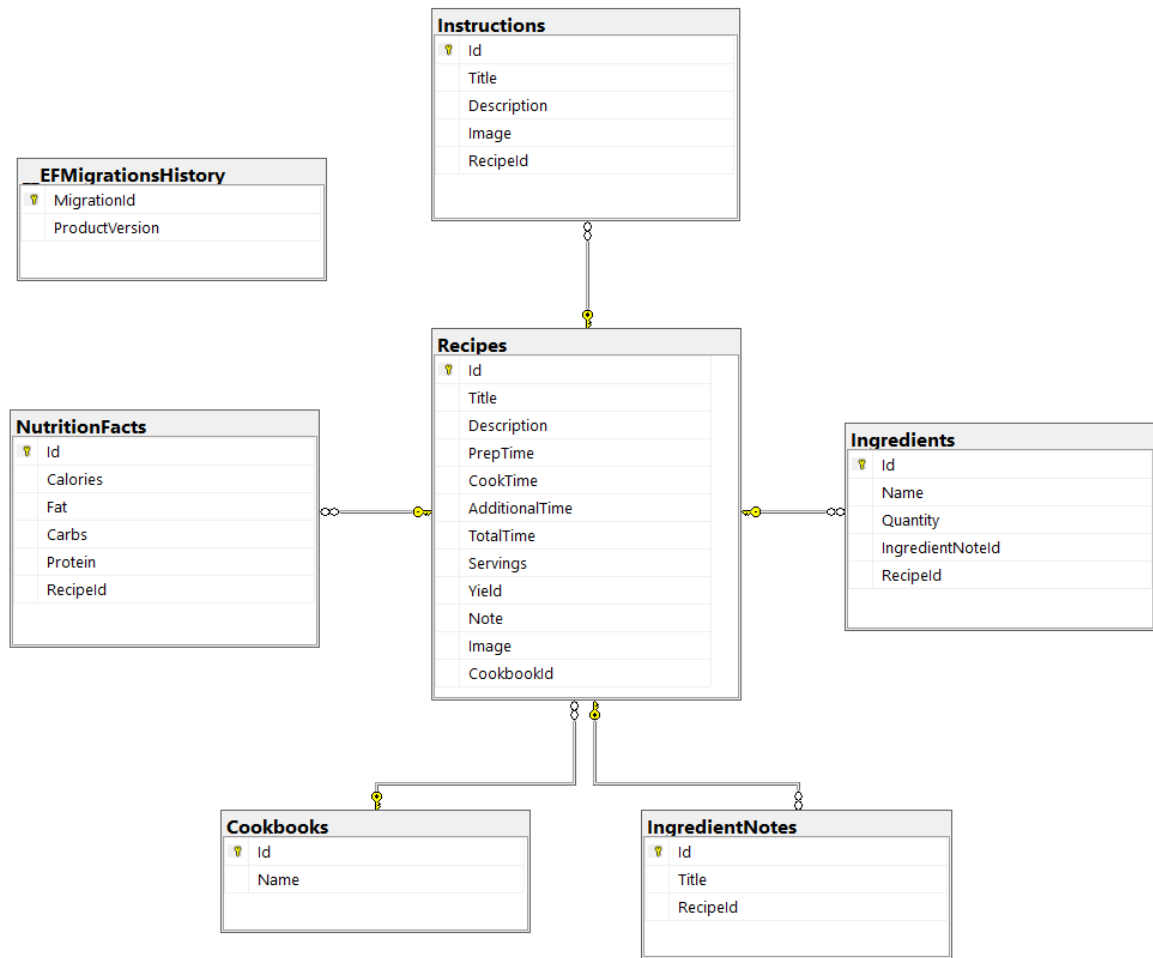 Instructions
Id
Title
Description
Image
RecipeId
__EFMigrationsHistory
MigrationId
ProductVersion
Recipes
Id
Title
Description
PrepTime
CookTime
AdditionalTime
TotalTime
Servings
Yield
Note
Image
CookbookId
NutritionFacts
Id
Calories
Fat
Carbs
Protein
RecipeId
Ingredients
Id
Name
Quantity
IngredientNoteId
RecipeId
Cookbooks
Id
Name
IngredientNotes
Id
Title
RecipeId